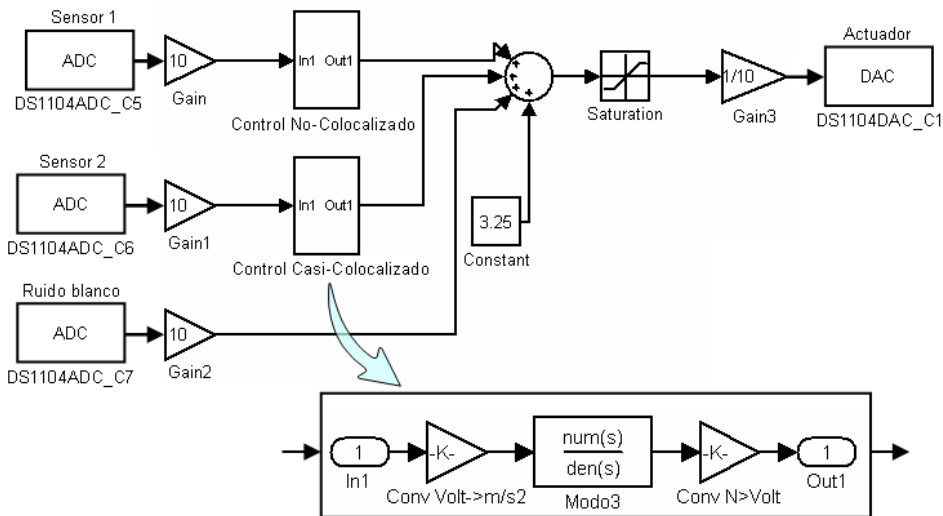 Sensor 1
ADC
DS1104ADC_C5
10
Gain
In1 Out1
Control No-Colocalizado
+
+
+
+
Saturation
1/10
Gain3
Actuador
DAC
DS1104DAC_C1
Sensor 2
ADC
DS1104ADC_C6
10
Gain1
In1 Out1
Control Casi-Colocalizado
3.25
Constant
Ruido blanco
ADC
DS1104ADC_C7
10
Gain2
1
In1
-K-
Conv Volt->m/s2
num(s)
den(s)
Modo3
-K-
Conv N>Volt
1
Out1